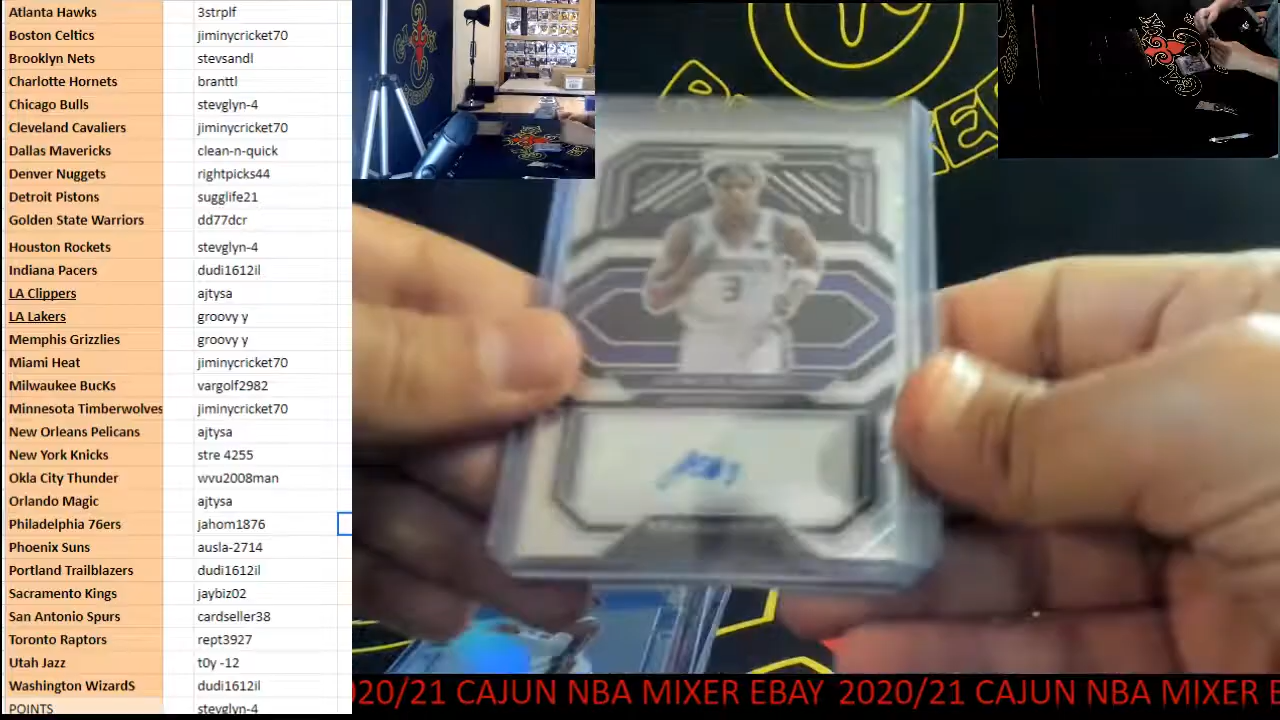 Atlanta Hawks 3strplf
Boston Celtics jiminycricket70
Brooklyn Nets stevsandl
Charlotte Hornets branttl
Chicago Bulls stevglyn-4
Cleveland Cavaliers jiminycricket70
Dallas Mavericks clean-n-quick
Denver Nuggets rightpicks44
Detroit Pistons sugglife21
Golden State Warriors dd77dcr
Houston Rockets stevglyn-4
Indiana Pacers dudi1612il
LA Clippers ajtysa
LA Lakers groovy y
Memphis Grizzlies groovy y
Miami Heat jiminycricket70
Milwaukee BucKs vargolf2982
Minnesota Timberwolves jiminycricket70
New Orleans Pelicans ajtysa
New York Knicks stre 4255
Okla City Thunder wvu2008man
Orlando Magic ajtysa
Philadelphia 76ers jahom1876
Phoenix Suns ausla-2714
Portland Trailblazers dudi1612il
Sacramento Kings jaybiz02
San Antonio Spurs cardseller38
Toronto Raptors rept3927
Utah Jazz t0y -12
Washington WizardS dudi1612il
POINTS stevglyn-4
3
020/21 CAJUN NBA MIXER EBAY 2020/21 CAJUN NBA MIXER E